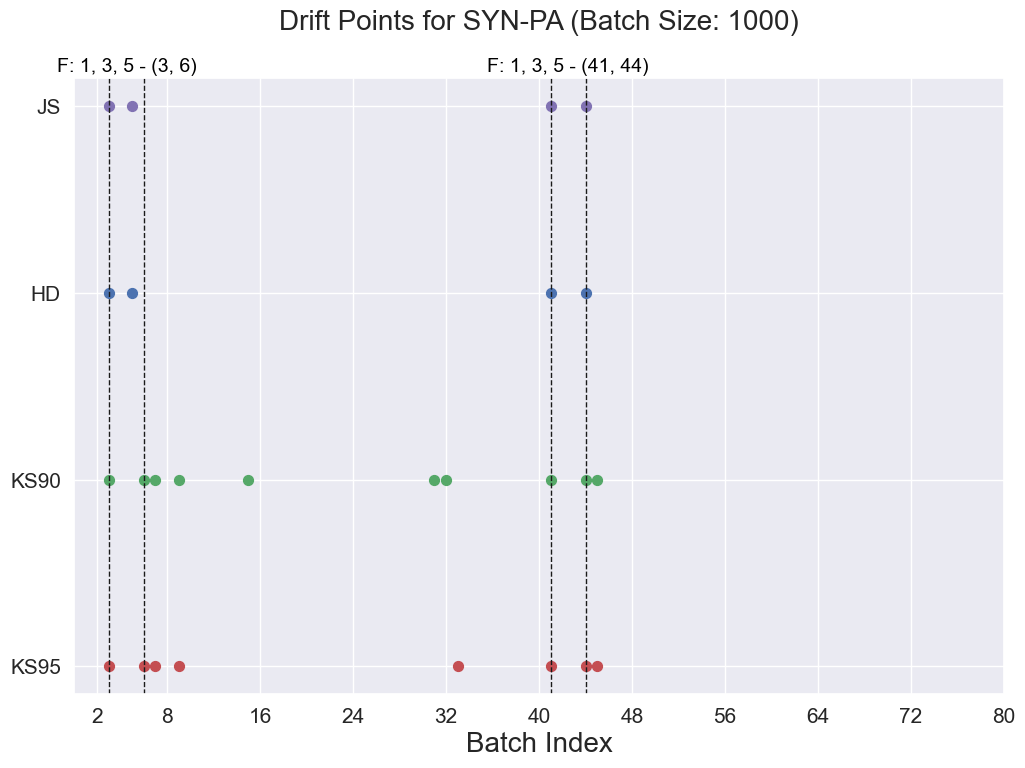 Drift Points for SYN-PA (Batch Size: 1000)
F: 1, 3, 5 - (3, 6)
F: 1, 3, 5 - (41, 44)
JS
HD
KS90
KS95
2 8 16 24 32 40 48 56 64 72 80
Batch Index